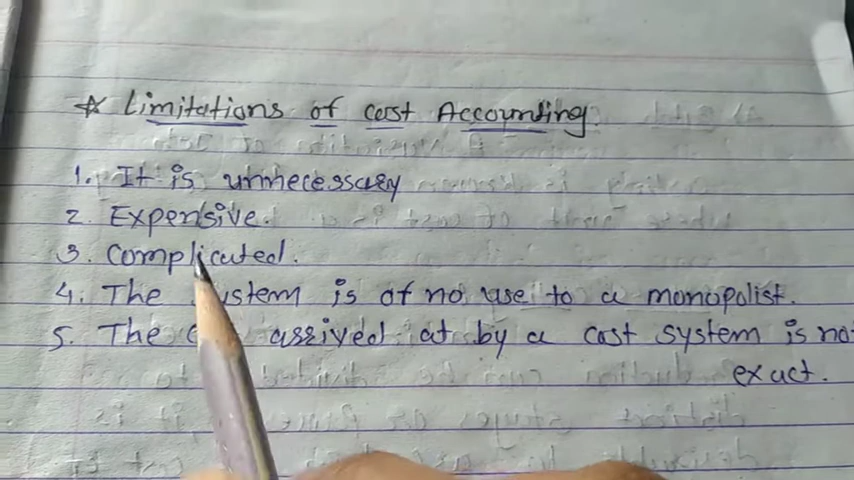 ☆ Limitations of cost Accounting.
1. It is unnecessary
2. Expensive.
3. Complicated.
4. The ystem is of no use to a monopolist.
5. The arrived at by a cost system is no
exact.